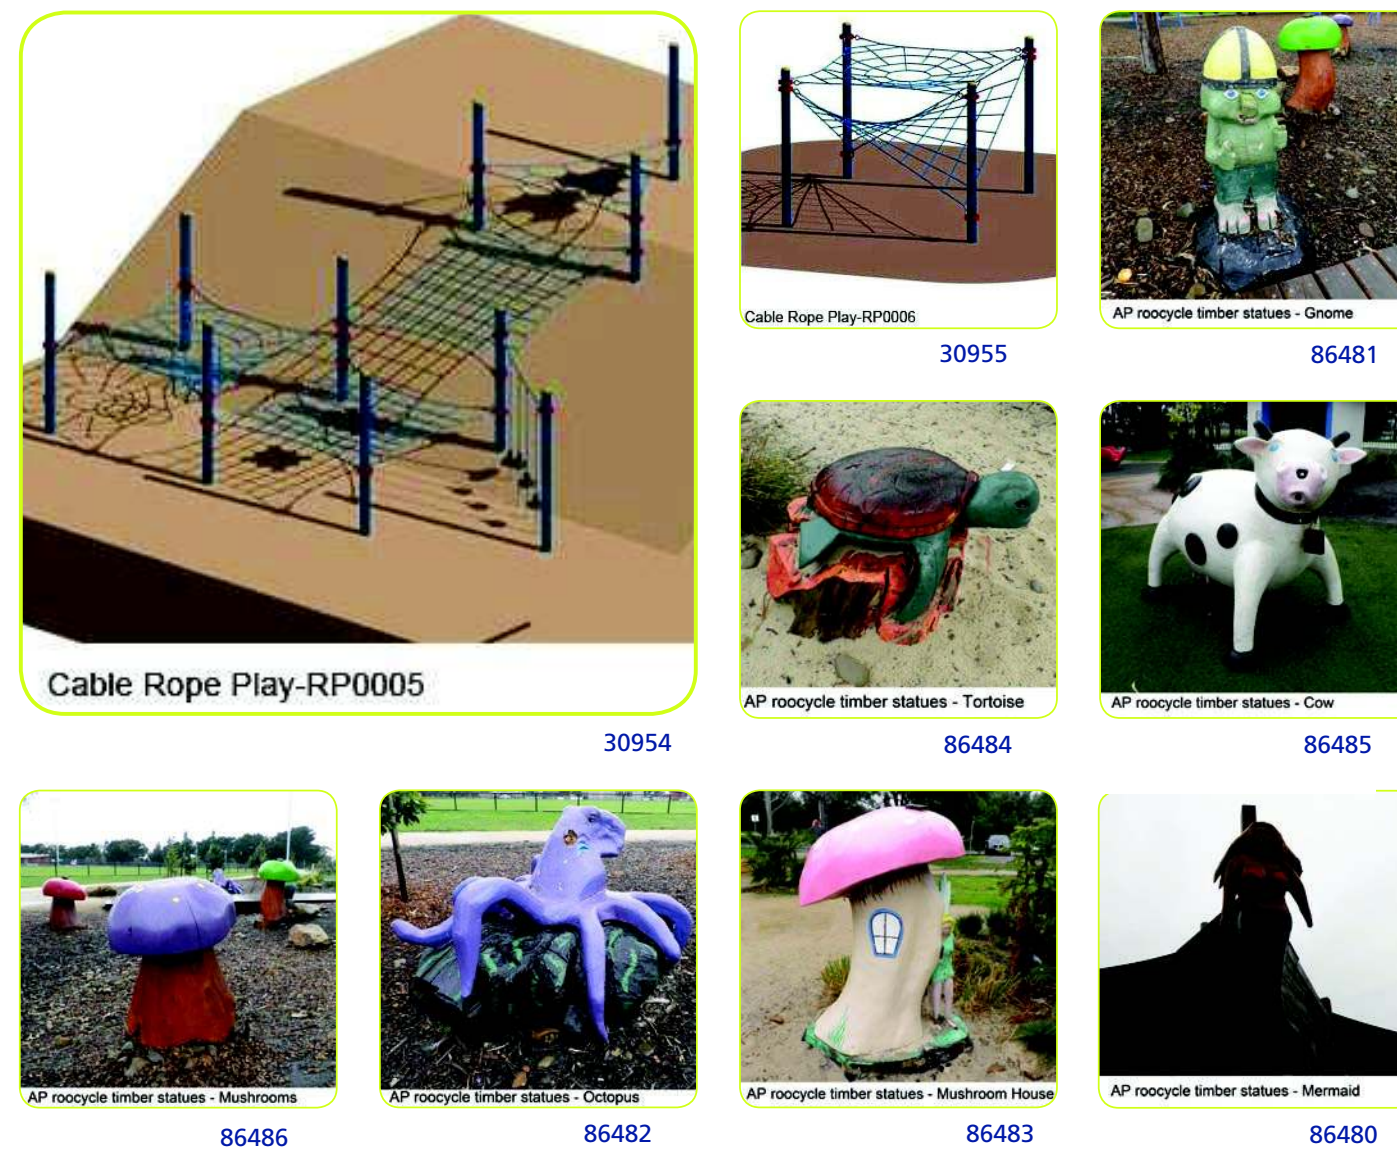 Cable Rope Play-RP0005
30954
Cable Rope Play-RP0006
30955
AP roocycle timber statues - Gnome
86481
AP roocycle timber statues - Tortoise
86484
AP roocycle timber statues - Cow
86485
AP roocycle timber statues - Mushrooms
86486
AP roocycle timber statues - Octopus
86482
AP roocycle timber statues - Mushroom House
86483
AP roocycle timber statues - Mermaid
86480